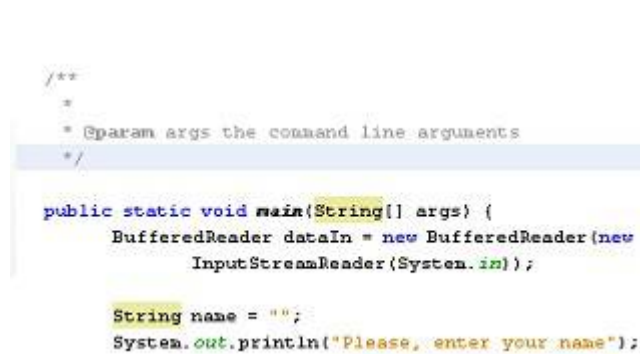 /**
*
* @param args the command line arguments
*/
public static void main(String[] args) {
BufferedReader dataIn = new BufferedReader(new
InputStreamReader(System.in));
String name = "";
System.out.println("Please, enter your name");